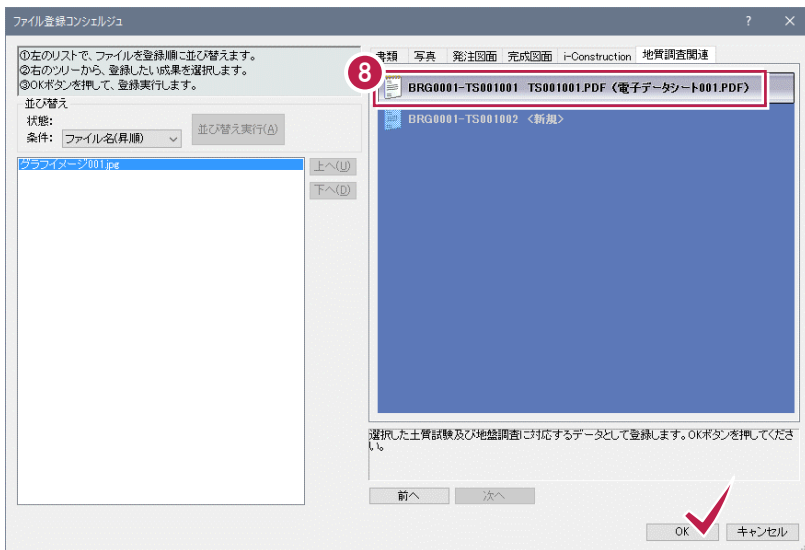 ファイル登録コンシェルジュ
①左のリストで、ファイルを登録順に並び替えます。
②右のツリーから、登録したい成果を選択します。
③OKボタンを押して、登録実行します。
並び替え
状態:
条件: ファイル名(昇順)
並び替え実行(A)
グラフイメージ001.jpg
上へ(U)
下へ(D)
書類 写真 発注図面 完成図面 i-Construction 地質調査関連
8
BRG0001-TS001001 TS001001.PDF〈電子データシート001.PDF〉
BRG0001-TS001002 〈新規〉
選択した土質試験及び地盤調査に対応するデータとして登録します。OKボタンを押してくださ
い。
前へ 次へ
OK キャンセル